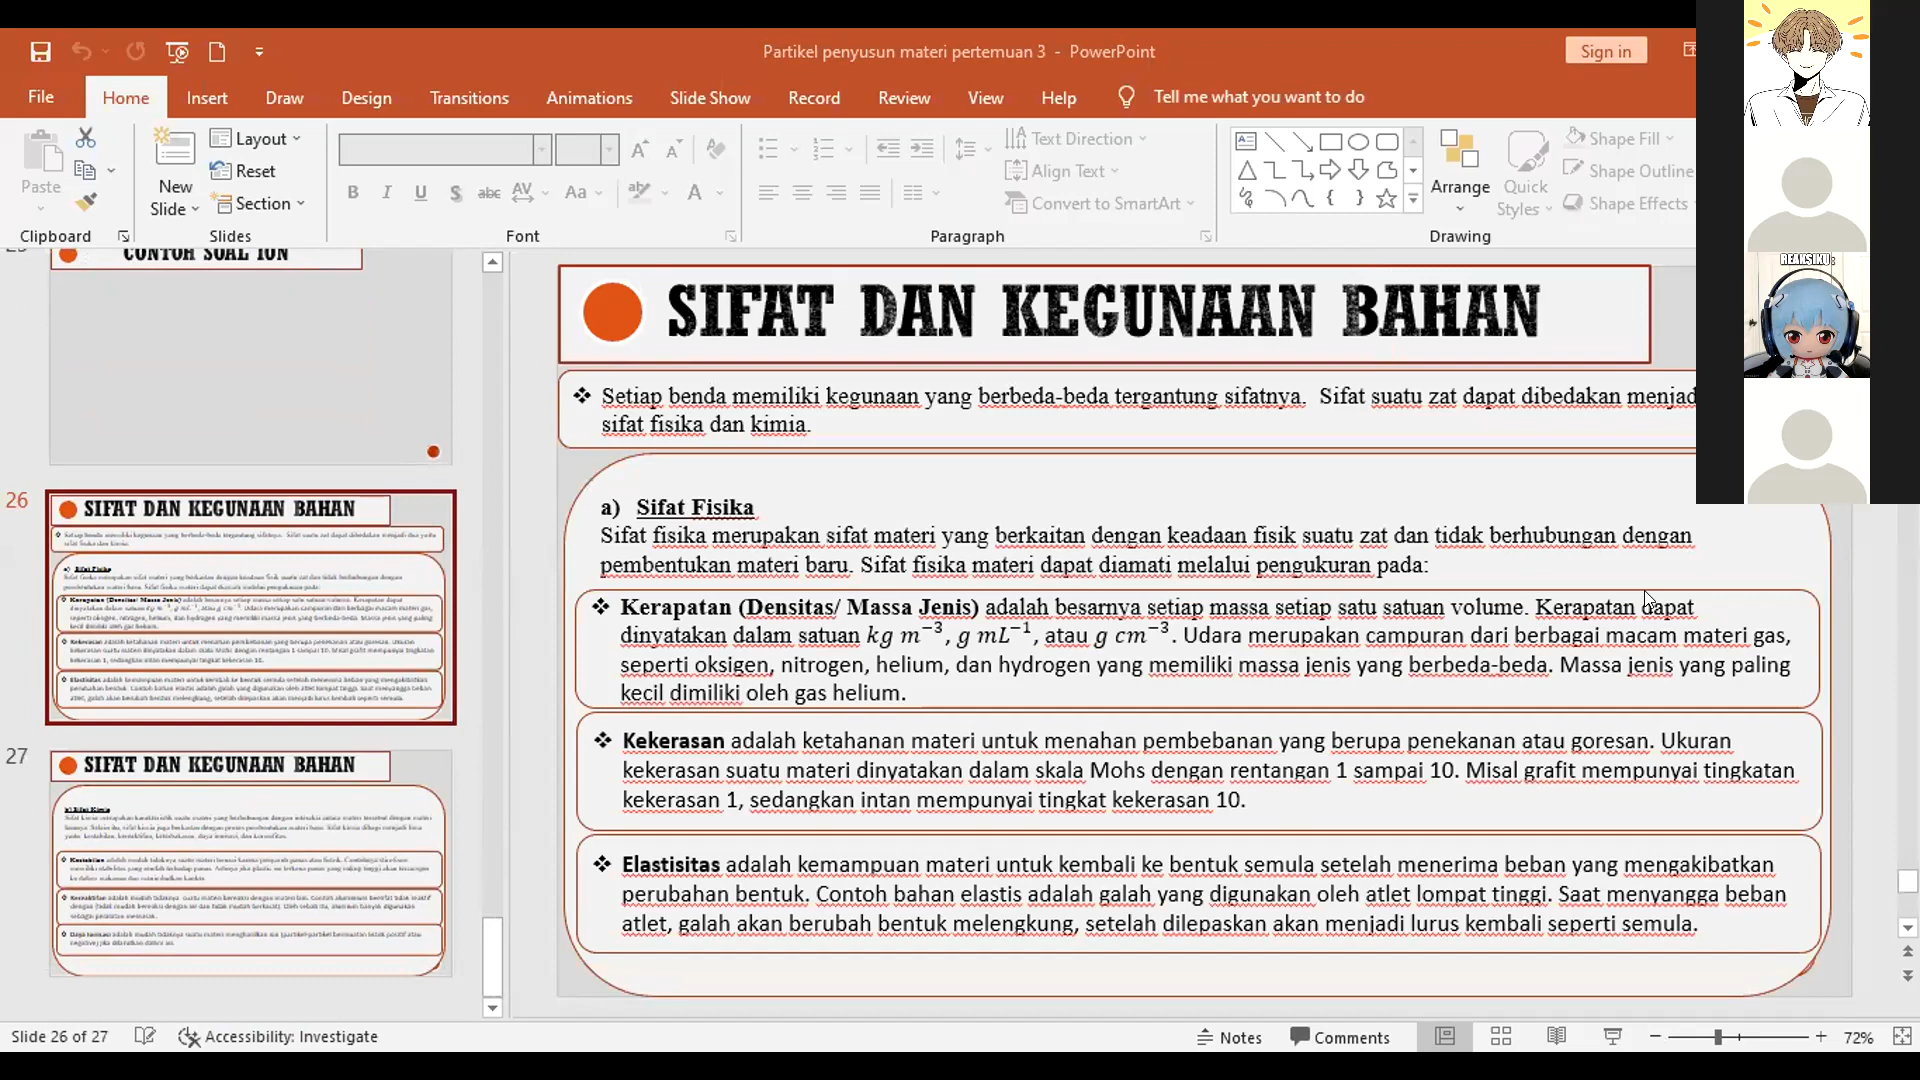 Partikel penyusun materi pertemuan 3 - PowerPoint
Sign in
File Home Insert Draw Design Transitions Animations Slide Show Record Review View Help Tell me what you want to do
Paste
Clipboard
New Slide
Layout
Reset
Section
Slides
B I U S abc AV Aa A
Font
Paragraph
Text Direction
Align Text
Convert to SmartArt
Arrange
Quick Styles
Shape Fill
Shape Outline
Shape Effects
Drawing
REAKSIKU :
CONTOH SOAL ION
26
SIFAT DAN KEGUNAAN BAHAN
27
SIFAT DAN KEGUNAAN BAHAN
SIFAT DAN KEGUNAAN BAHAN
❖ Setiap benda memiliki kegunaan yang berbeda-beda tergantung sifatnya. Sifat suatu zat dapat dibedakan menjad
sifat fisika dan kimia.
a) Sifat Fisika
Sifat fisika merupakan sifat materi yang berkaitan dengan keadaan fisik suatu zat dan tidak berhubungan dengan
pembentukan materi baru. Sifat fisika materi dapat diamati melalui pengukuran pada:
❖ Kerapatan (Densitas/ Massa Jenis) adalah besarnya setiap massa setiap satu satuan volume. Kerapatan dapat
dinyatakan dalam satuan kg m⁻³, g mL⁻¹, atau g cm⁻³. Udara merupakan campuran dari berbagai macam materi gas,
seperti oksigen, nitrogen, helium, dan hydrogen yang memiliki massa jenis yang berbeda-beda. Massa jenis yang paling
kecil dimiliki oleh gas helium.
❖ Kekerasan adalah ketahanan materi untuk menahan pembebanan yang berupa penekanan atau goresan. Ukuran
kekerasan suatu materi dinyatakan dalam skala Mohs dengan rentangan 1 sampai 10. Misal grafit mempunyai tingkatan
kekerasan 1, sedangkan intan mempunyai tingkat kekerasan 10.
❖ Elastisitas adalah kemampuan materi untuk kembali ke bentuk semula setelah menerima beban yang mengakibatkan
perubahan bentuk. Contoh bahan elastis adalah galah yang digunakan oleh atlet lompat tinggi. Saat menyangga beban
atlet, galah akan berubah bentuk melengkung, setelah dilepaskan akan menjadi lurus kembali seperti semula.
Slide 26 of 27
Accessibility: Investigate
Notes
Comments
72%